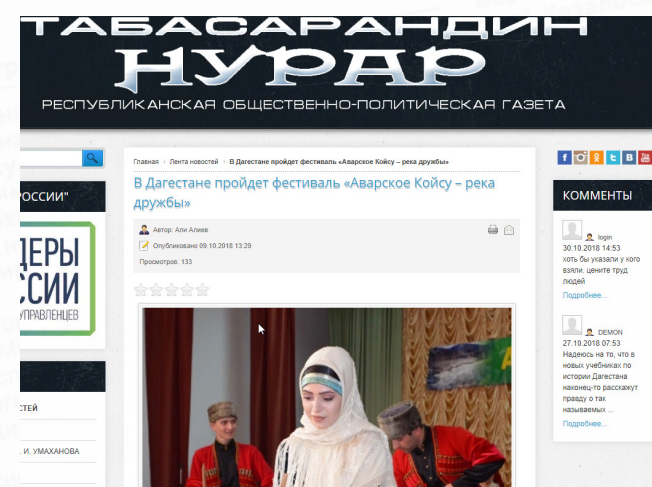 ТАБАСАРАНДИН
НУРАР
РЕСПУБЛИКАНСКАЯ ОБЩЕСТВЕННО-ПОЛИТИЧЕСКАЯ ГАЗЕТА
Главная › Лента новостей › В Дагестане пройдет фестиваль «Аварское Койсу – река дружбы»
В Дагестане пройдет фестиваль «Аварское Койсу – река
дружбы»
Автор: Али Алиев
Опубликовано 09.10.2018 13:29
Просмотров: 133
РОССИИ"
ДЕРЫ
ССИИ
УПРАВЛЕНЦЕВ
СТЕЙ
. И. УМАХАНОВА
КОММЕНТЫ
login
30.10.2018 14:53
хоть бы указали у кого
взяли. цените труд
людей
Подробнее...
DEMON
27.10.2018 07:53
Надеюсь на то, что в
новых учебниках по
истории Дагестана
наконец-то расскажут
правду о так
называемых ...
Подробнее...